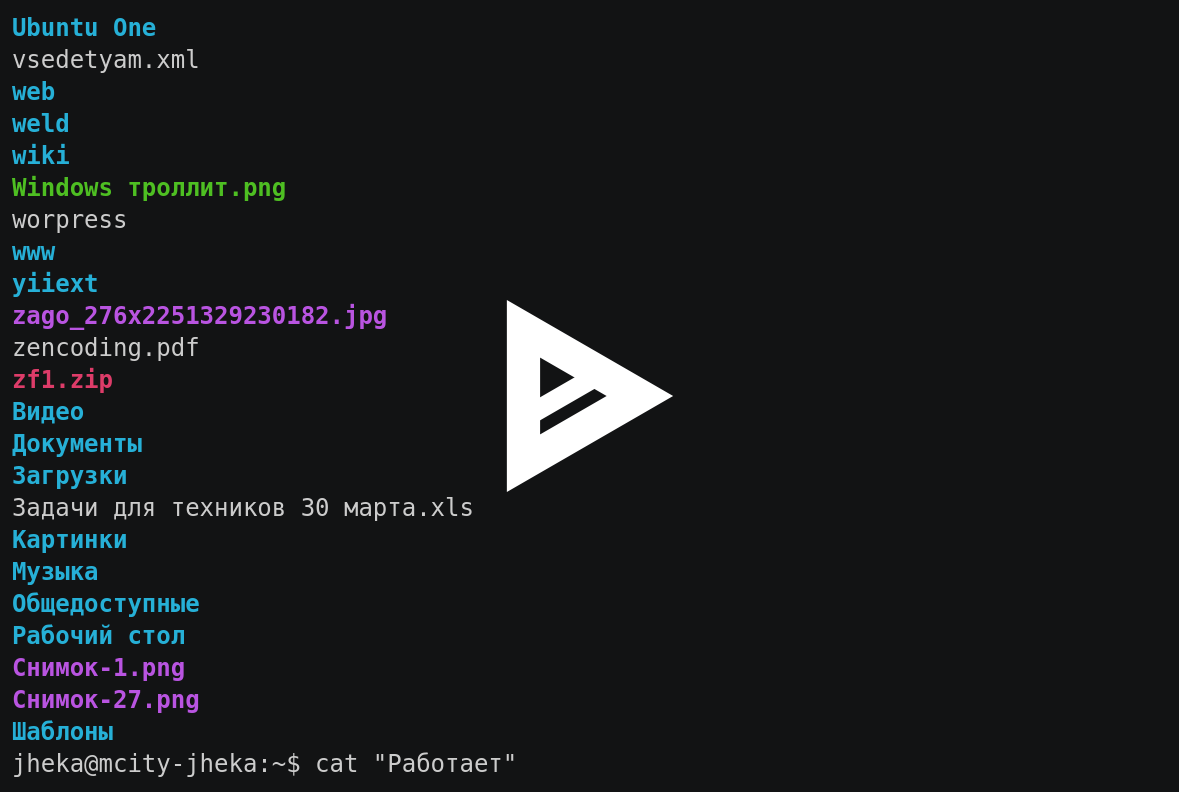 Ubuntu One
vsedetyam.xml
web
weld
wiki
Windows троллит.png
worpress
www
yiiext
zago_276x2251329230182.jpg
zencoding.pdf
zf1.zip
Видео
Документы
Загрузки
Задачи для техников 30 марта.xls
Картинки
Музыка
Общедоступные
Рабочий стол
Снимок-1.png
Снимок-27.png
Шаблоны
jheka@mcity-jheka:~$ cat "Работает"